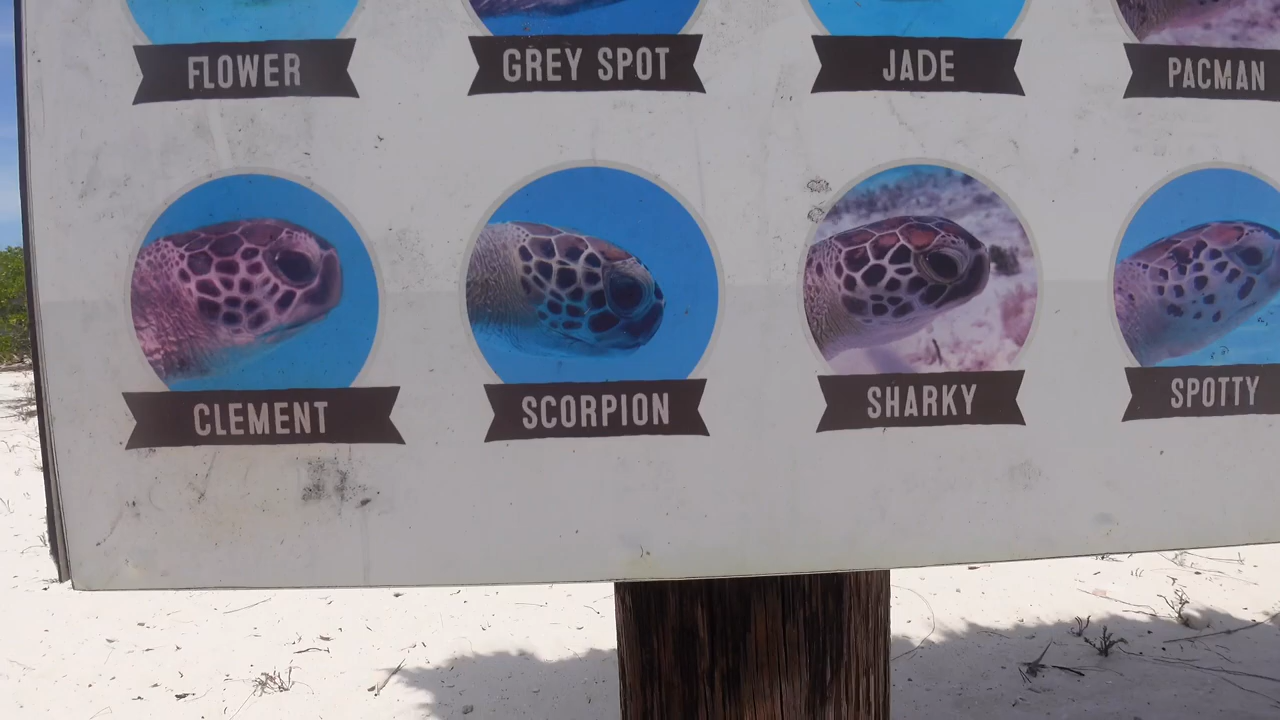 FLOWER
GREY SPOT
JADE
PACMAN
CLEMENT
SCORPION
SHARKY
SPOTTY